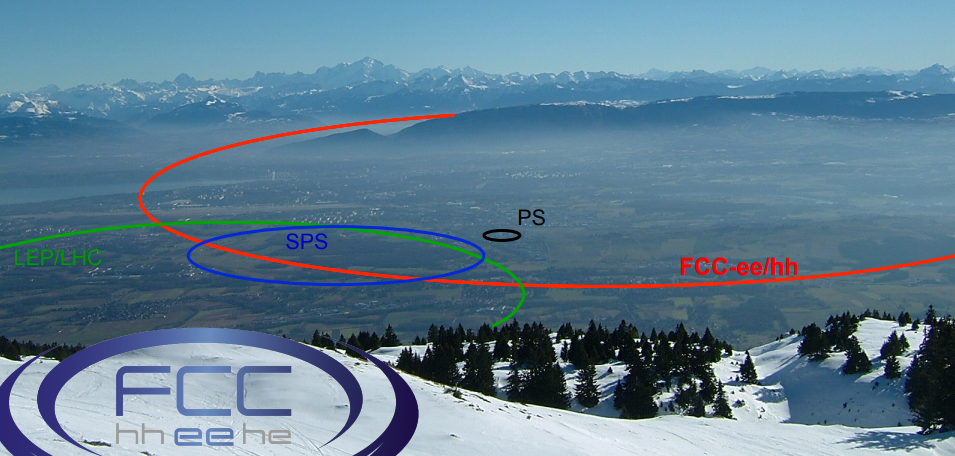 PS
SPS
LEP/LHC
FCC-ee/hh
FCC
hh ee he